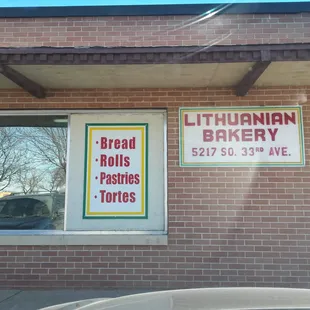 LITHUANIAN
BAKERY
5217 SO. 33RD AVE.
• Bread
• Rolls
• Pastries
• Tortes